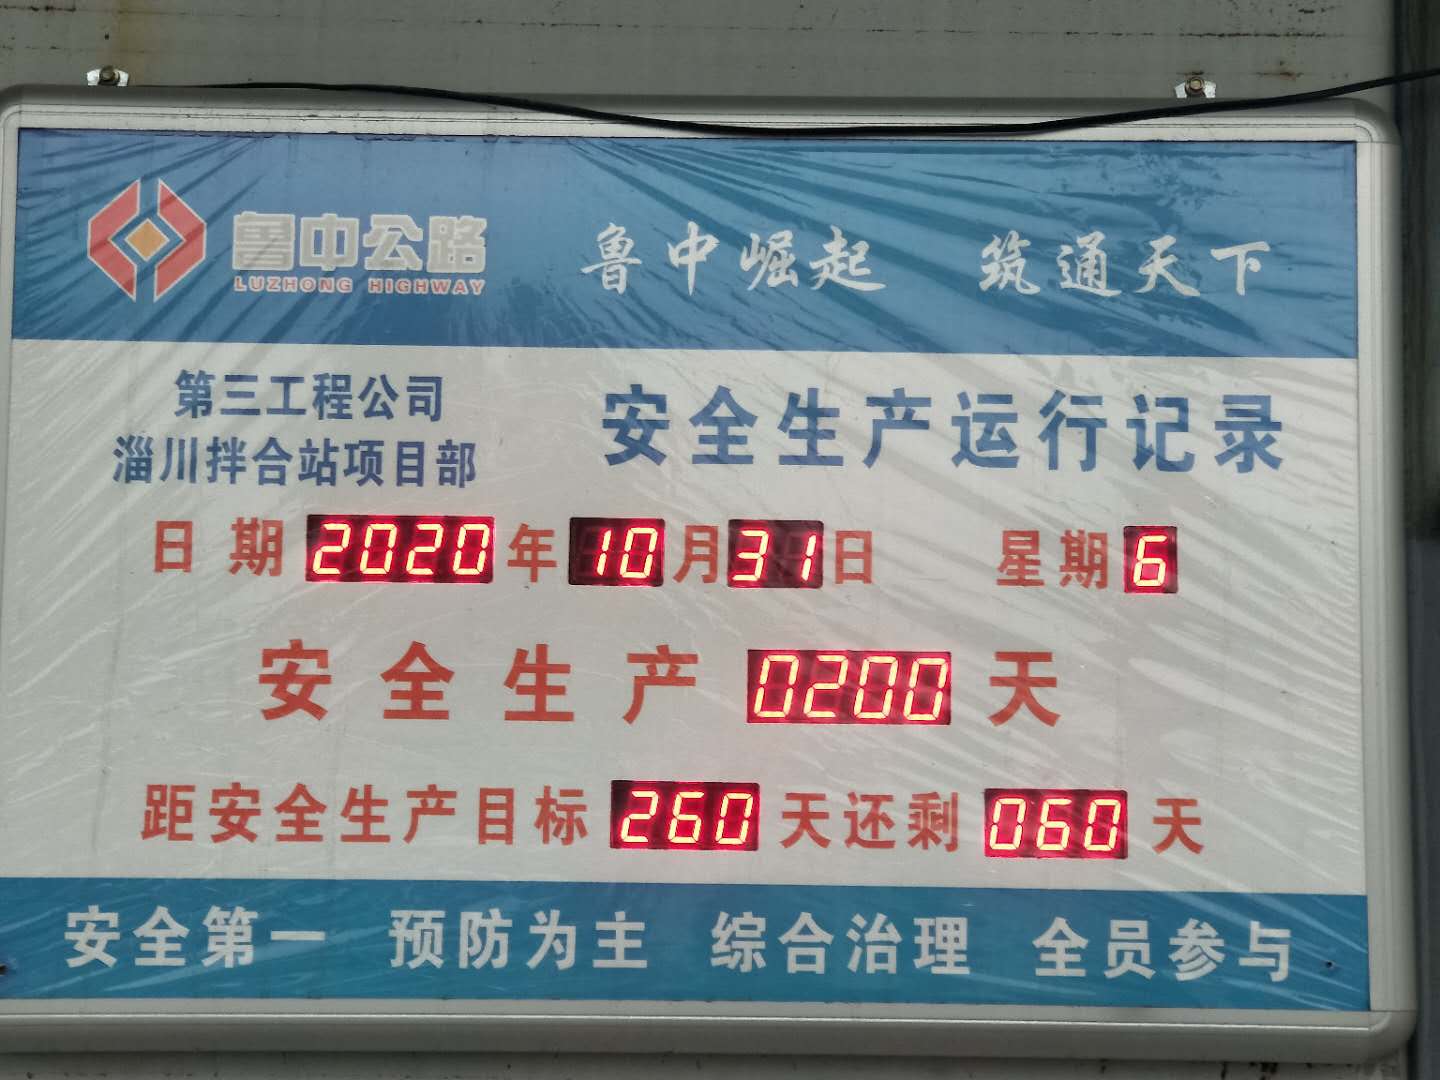 鲁中公路
LUZHONG HIGHWAY
鲁中崛起 筑通天下
第三工程公司
淄川拌合站项目部
安全生产运行记录
日期2020年10月31日 星期6
安全生产0200天
距安全生产目标260天还剩060天
安全第一 预防为主 综合治理 全员参与